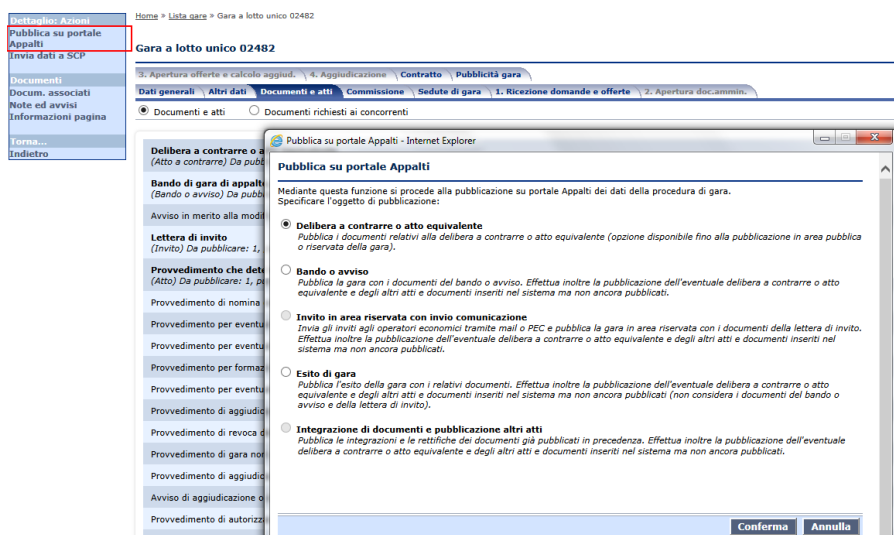 Dettaglio: Azioni
Pubblica su portale
Appalti
Invia dati a SCP
Documenti
Docum. associati
Note ed avvisi
Informazioni pagina
Torna...
Indietro
Home » Lista gare » Gara a lotto unico 02482
Gara a lotto unico 02482
3. Apertura offerte e calcolo aggiud. 4. Aggiudicazione Contratto Pubblicità gara
Dati generali Altri dati Documenti e atti Commissione Sedute di gara 1. Ricezione domande e offerte 2. Apertura doc.ammin.
Documenti e atti Documenti richiesti ai concorrenti
Delibera a contrarre o a
(Atto a contrarre) Da pubb
Bando di gara di appalt
(Bando o avviso) Da pubb
Avviso in merito alla modi
Lettera di invito
(Invito) Da pubblicare: 1,
Provvedimento che det
(Atto) Da pubblicare: 1, p
Provvedimento di nomina
Provvedimento per eventu
Provvedimento per eventu
Provvedimento per formaz
Provvedimento per eventu
Provvedimento di aggiudic
Provvedimento di revoca d
Provvedimento di gara non
Provvedimento di aggiudic
Avviso di aggiudicazione o
Provvedimento di autorizza
Pubblica su portale Appalti - Internet Explorer
Pubblica su portale Appalti
Mediante questa funzione si procede alla pubblicazione su portale Appalti dei dati della procedura di gara.
Specificare l'oggetto di pubblicazione:
Delibera a contrarre o atto equivalente
Pubblica i documenti relativi alla delibera a contrarre o atto equivalente (opzione disponibile fino alla pubblicazione in area pubblica
o riservata della gara).
Bando o avviso
Pubblica la gara con i documenti del bando o avviso. Effettua inoltre la pubblicazione dell'eventuale delibera a contrarre o atto
equivalente e degli altri atti e documenti inseriti nel sistema ma non ancora pubblicati.
Invito in area riservata con invio comunicazione
Invia gli inviti agli operatori economici tramite mail o PEC e pubblica la gara in area riservata con i documenti della lettera di invito.
Effettua inoltre la pubblicazione dell'eventuale delibera a contrarre o atto equivalente e degli altri atti e documenti inseriti nel
sistema ma non ancora pubblicati.
Esito di gara
Pubblica l'esito della gara con i relativi documenti. Effettua inoltre la pubblicazione dell'eventuale delibera a contrarre o atto
equivalente e degli altri atti e documenti inseriti nel sistema ma non ancora pubblicati (non considera i documenti del bando o
avviso e della lettera di invito).
Integrazione di documenti e pubblicazione altri atti
Pubblica le integrazioni e le rettifiche dei documenti già pubblicati in precedenza. Effettua inoltre la pubblicazione dell'eventuale
delibera a contrarre o atto equivalente e degli altri atti e documenti inseriti nel sistema ma non ancora pubblicati.
Conferma Annulla